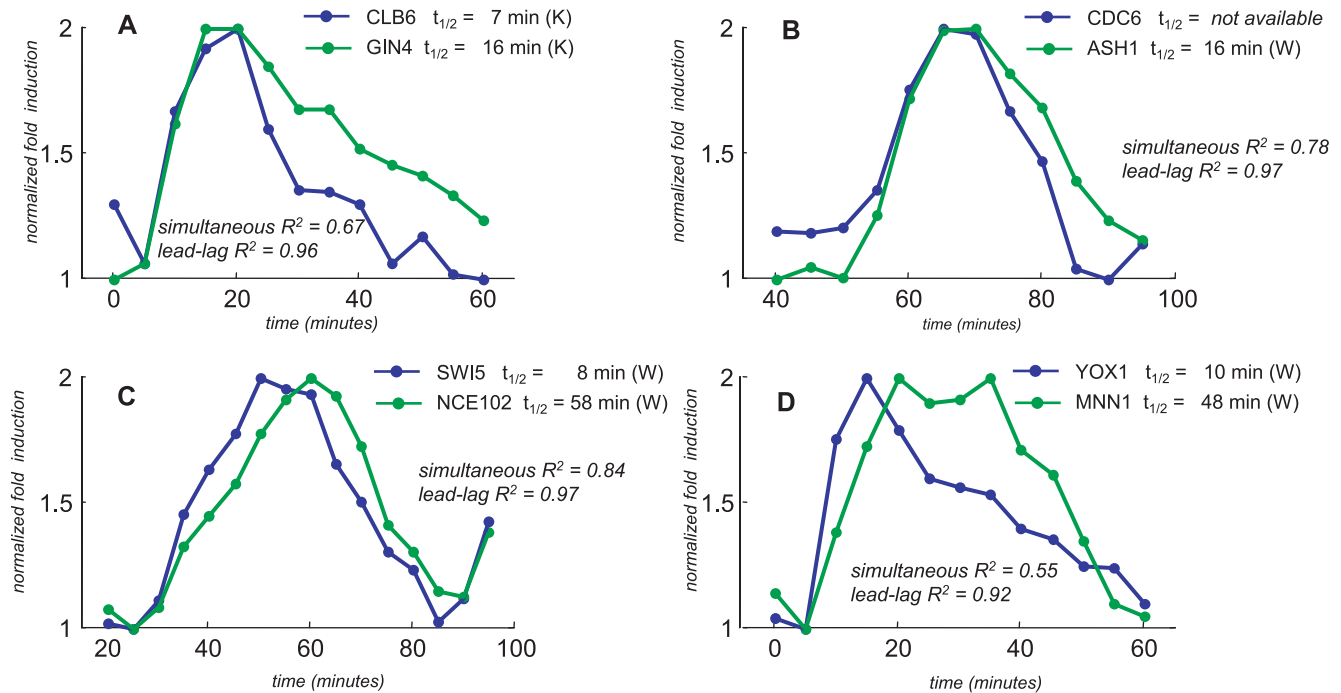 A
CLB6 t1/2 = 7 min (K)
GIN4 t1/2 = 16 min (K)
normalized fold induction
2
1.5
1
simultaneous R² = 0.67
lead-lag R² = 0.96
0 20 40 60
time (minutes)
B
CDC6 t1/2 = not available
ASH1 t1/2 = 16 min (W)
normalized fold induction
2
1.5
1
simultaneous R² = 0.78
lead-lag R² = 0.97
40 60 80 100
time (minutes)
C
SWI5 t1/2 = 8 min (W)
NCE102 t1/2 = 58 min (W)
normalized fold induction
2
1.5
1
simultaneous R² = 0.84
lead-lag R² = 0.97
20 40 60 80 100
time (minutes)
D
YOX1 t1/2 = 10 min (W)
MNN1 t1/2 = 48 min (W)
normalized fold induction
2
1.5
1
simultaneous R² = 0.55
lead-lag R² = 0.92
0 20 40 60
time (minutes)